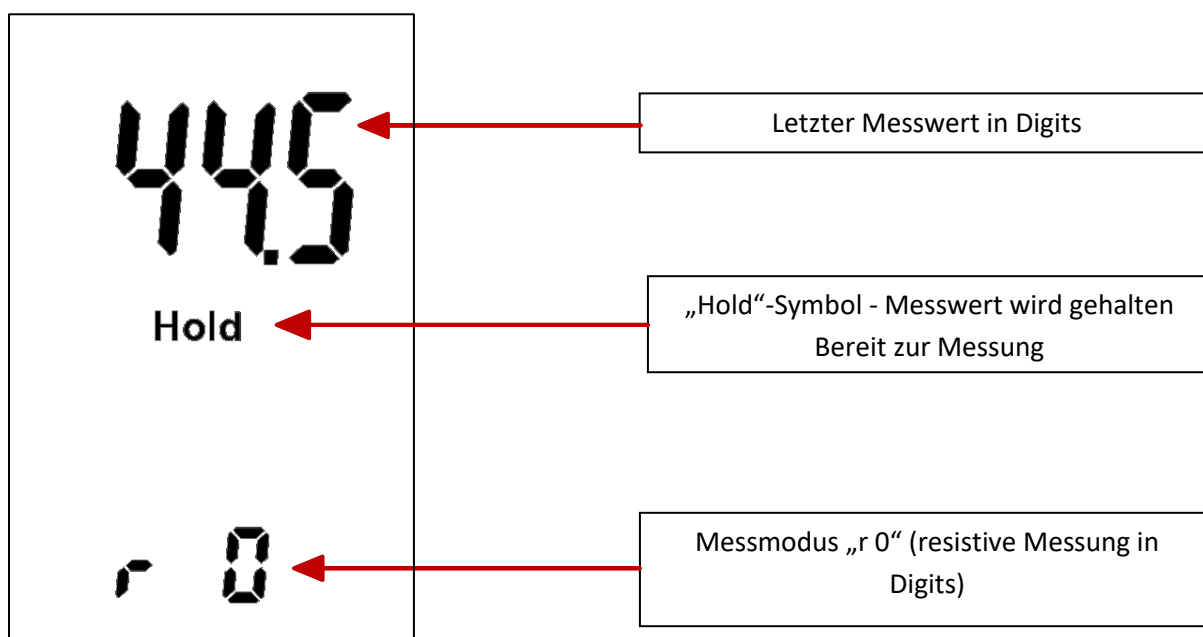 44.5
Letzter Messwert in Digits
Hold
„Hold“-Symbol - Messwert wird gehalten
Bereit zur Messung
r 0
Messmodus „r 0“ (resistive Messung in
Digits)